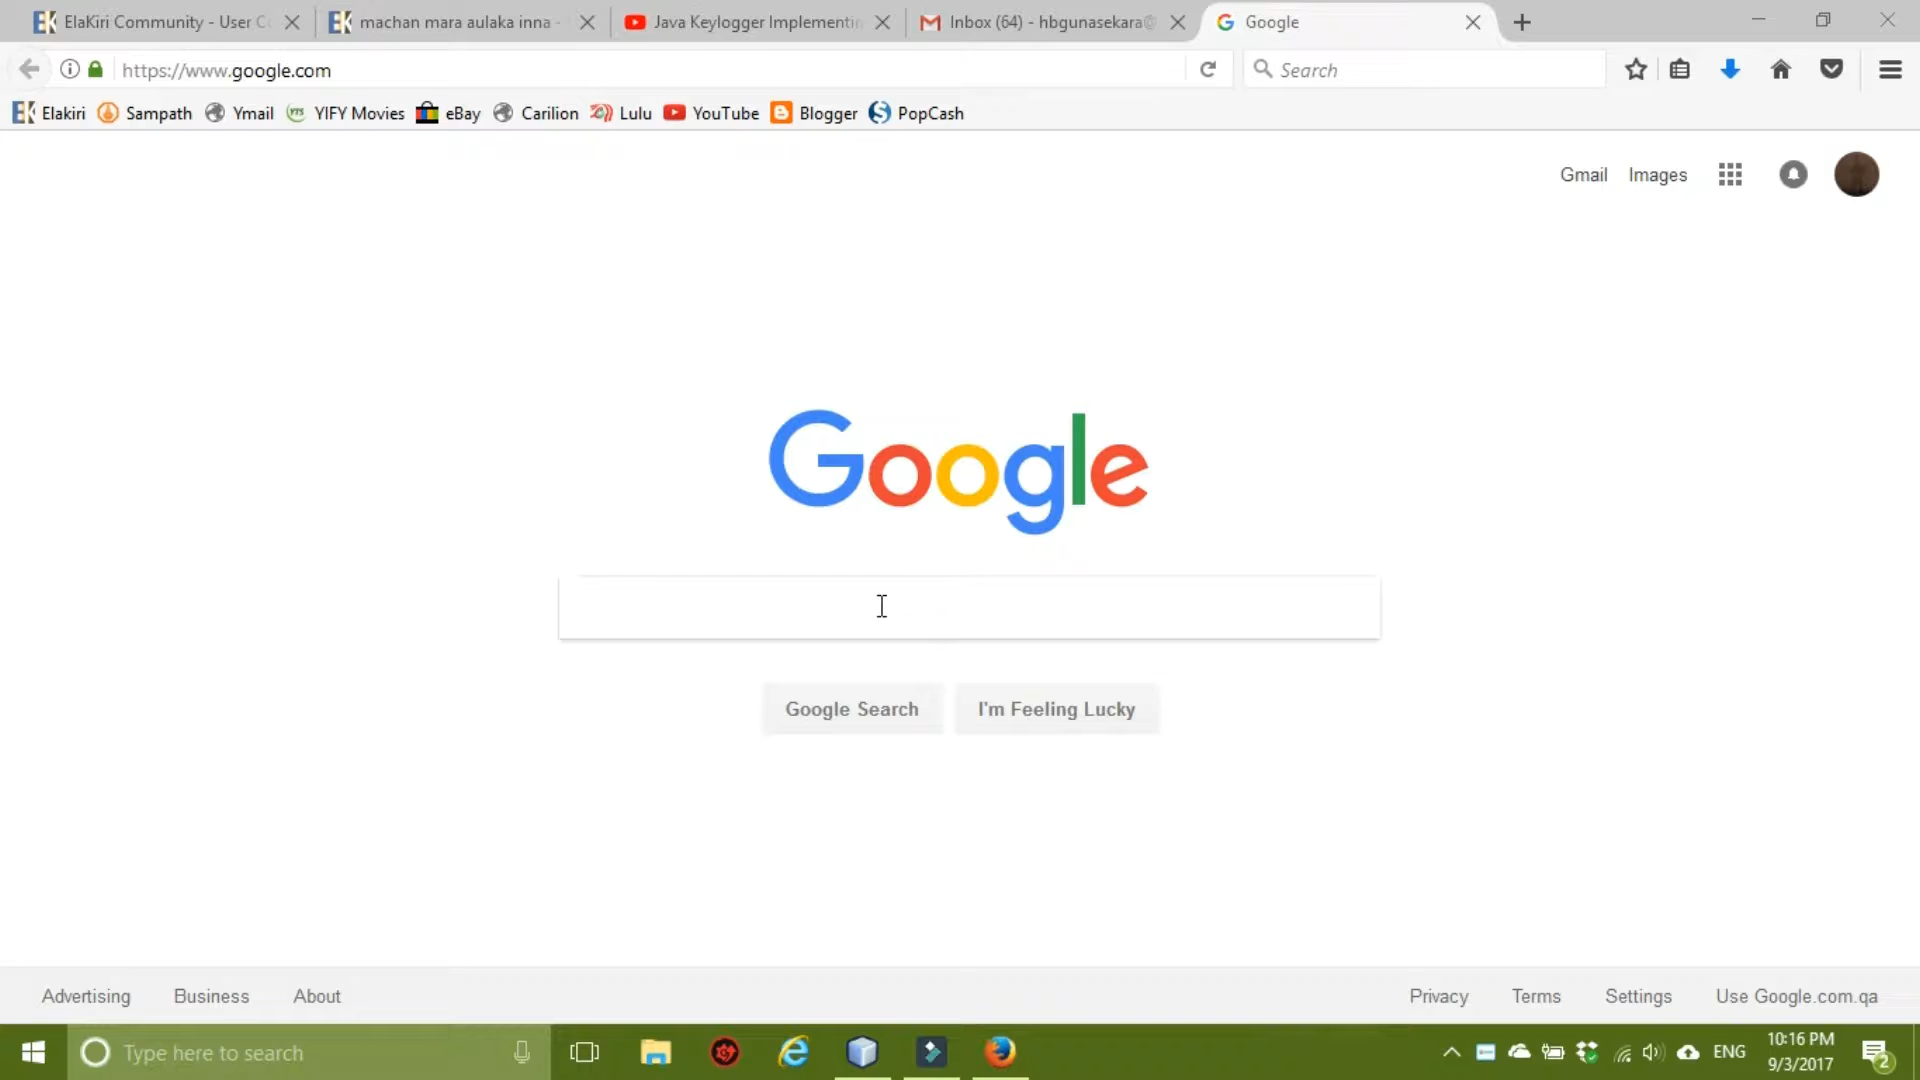 ElaKiri Community - User C
machan mara aulaka inna -
Java Keylogger Implementin
Inbox (64) - hbgunasekara@
Google
https://www.google.com
Search
Elakiri
Sampath
Ymail
YIFY Movies
eBay
Carilion
Lulu
YouTube
Blogger
PopCash
Gmail
Images
Google
Google Search
I'm Feeling Lucky
Advertising
Business
About
Privacy
Terms
Settings
Use Google.com.qa
Type here to search
ENG
10:16 PM
9/3/2017
2